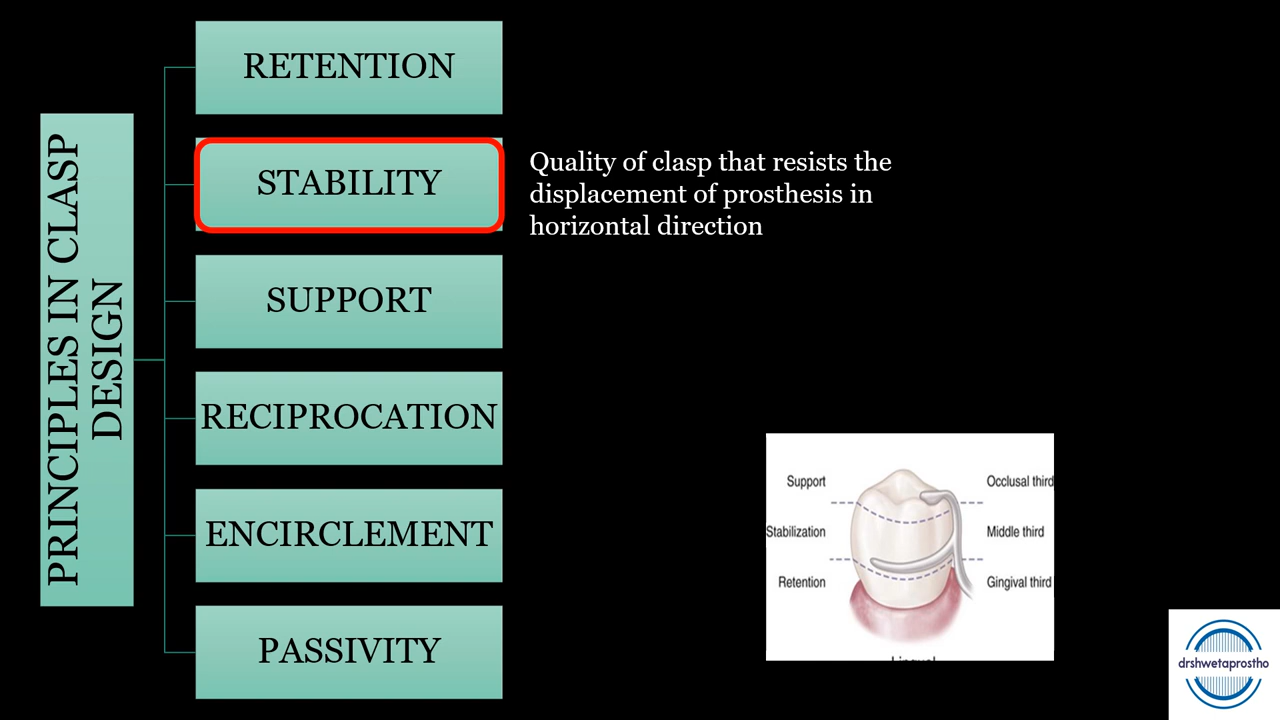 PRINCIPLES IN CLASP
DESIGN
RETENTION
STABILITY
Quality of clasp that resists the
displacement of prosthesis in
horizontal direction
SUPPORT
RECIPROCATION
ENCIRCLEMENT
PASSIVITY
Support
Occlusal third
Stabilization
Middle third
Retention
Gingival third
drshwetaprostho